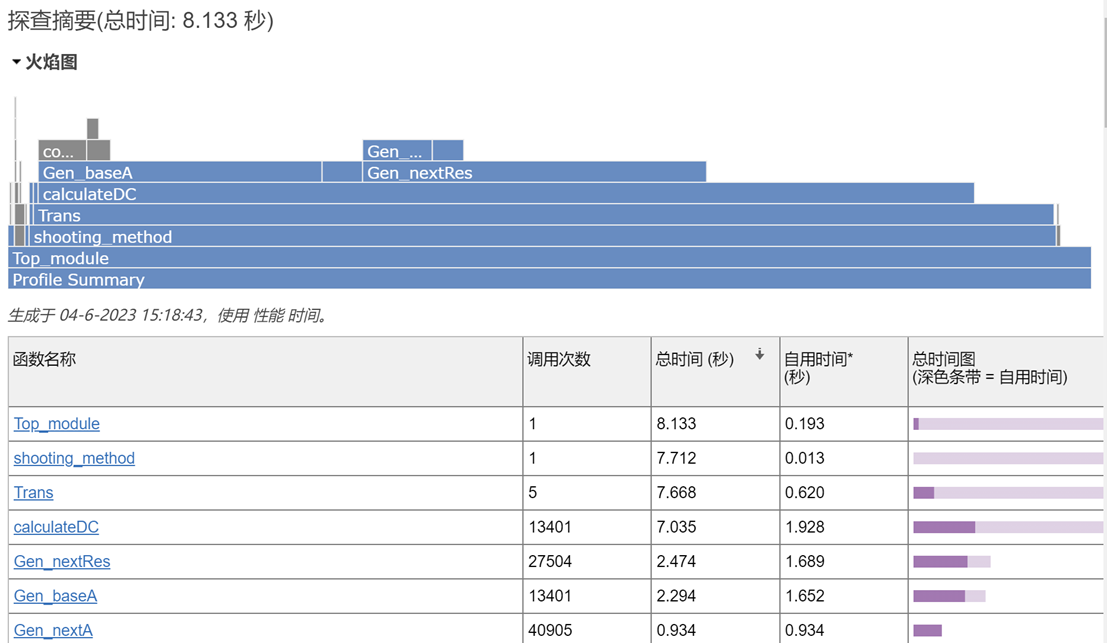 探查摘要(总时间: 8.133 秒)
火焰图
co...
Gen_...
Gen_baseA
Gen_nextRes
calculateDC
Trans
shooting_method
Top_module
Profile Summary
生成于 04-6-2023 15:18:43，使用 性能 时间。
函数名称 调用次数 总时间 (秒) 自用时间* 总时间图
(秒) (深色条带 = 自用时间)
Top_module 1 8.133 0.193
shooting_method 1 7.712 0.013
Trans 5 7.668 0.620
calculateDC 13401 7.035 1.928
Gen_nextRes 27504 2.474 1.689
Gen_baseA 13401 2.294 1.652
Gen_nextA 40905 0.934 0.934